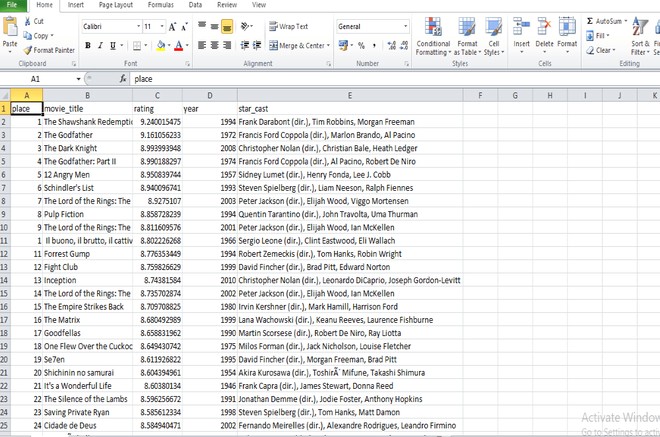 File Home Insert Page Layout Formulas Data Review View
Cut Calibri 11 A A Wrap Text General AutoSum
Copy Fill
Paste Format Painter B I U Merge & Center $ % , Conditional Formatting Format as Table Cell Styles Insert Delete Format Clear Sort & Filter
Clipboard Font Alignment Number Styles Cells
A1 fx place
A B C D E F G H I J K
1 place movie_title rating year star_cast
2 1 The Shawshank Redemptio 9.240015475 1994 Frank Darabont (dir.), Tim Robbins, Morgan Freeman
3 2 The Godfather 9.161056233 1972 Francis Ford Coppola (dir.), Marlon Brando, Al Pacino
4 3 The Dark Knight 8.993993948 2008 Christopher Nolan (dir.), Christian Bale, Heath Ledger
5 4 The Godfather: Part II 8.990188297 1974 Francis Ford Coppola (dir.), Al Pacino, Robert De Niro
6 5 12 Angry Men 8.950839744 1957 Sidney Lumet (dir.), Henry Fonda, Lee J. Cobb
7 6 Schindler's List 8.940096741 1993 Steven Spielberg (dir.), Liam Neeson, Ralph Fiennes
8 7 The Lord of the Rings: The 8.9275107 2003 Peter Jackson (dir.), Elijah Wood, Viggo Mortensen
9 8 Pulp Fiction 8.858728239 1994 Quentin Tarantino (dir.), John Travolta, Uma Thurman
10 9 The Lord of the Rings: The 8.811609576 2001 Peter Jackson (dir.), Elijah Wood, Ian McKellen
11 1 Il buono, il brutto, il cattiv 8.802226268 1966 Sergio Leone (dir.), Clint Eastwood, Eli Wallach
12 11 Forrest Gump 8.776353449 1994 Robert Zemeckis (dir.), Tom Hanks, Robin Wright
13 12 Fight Club 8.759826629 1999 David Fincher (dir.), Brad Pitt, Edward Norton
14 13 Inception 8.74381584 2010 Christopher Nolan (dir.), Leonardo DiCaprio, Joseph Gordon-Levitt
15 14 The Lord of the Rings: The 8.735702874 2002 Peter Jackson (dir.), Elijah Wood, Ian McKellen
16 15 The Empire Strikes Back 8.709708825 1980 Irvin Kershner (dir.), Mark Hamill, Harrison Ford
17 16 The Matrix 8.680492989 1999 Lana Wachowski (dir.), Keanu Reeves, Laurence Fishburne
18 17 Goodfellas 8.658831962 1990 Martin Scorsese (dir.), Robert De Niro, Ray Liotta
19 18 One Flew Over the Cuckoo 8.649430742 1975 Milos Forman (dir.), Jack Nicholson, Louise Fletcher
20 19 Se7en 8.611926822 1995 David Fincher (dir.), Morgan Freeman, Brad Pitt
21 20 Shichinin no samurai 8.604394961 1954 Akira Kurosawa (dir.), ToshirÃ´ Mifune, Takashi Shimura
22 21 It's a Wonderful Life 8.60380134 1946 Frank Capra (dir.), James Stewart, Donna Reed
23 22 The Silence of the Lambs 8.596256672 1991 Jonathan Demme (dir.), Jodie Foster, Anthony Hopkins
24 23 Saving Private Ryan 8.585612334 1998 Steven Spielberg (dir.), Tom Hanks, Matt Damon
25 24 Cidade de Deus 8.584940471 2002 Fernando Meirelles (dir.), Alexandre Rodrigues, Leandro Firmino
Activate Window
Go to Settings to acti